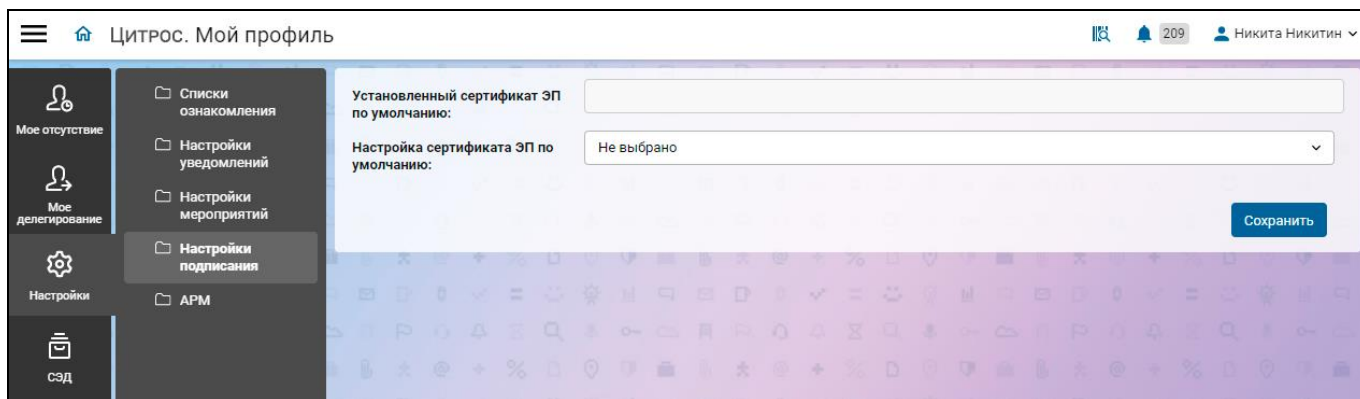 Цитрос. Мой профиль
209
Никита Никитин
Мое отсутствие
Мое
делегирование
Настройки
СЭД
Списки
ознакомления
Настройки
уведомлений
Настройки
мероприятий
Настройки
подписания
АРМ
Установленный сертификат ЭП
по умолчанию:
Настройка сертификата ЭП по
умолчанию:
Не выбрано
Сохранить